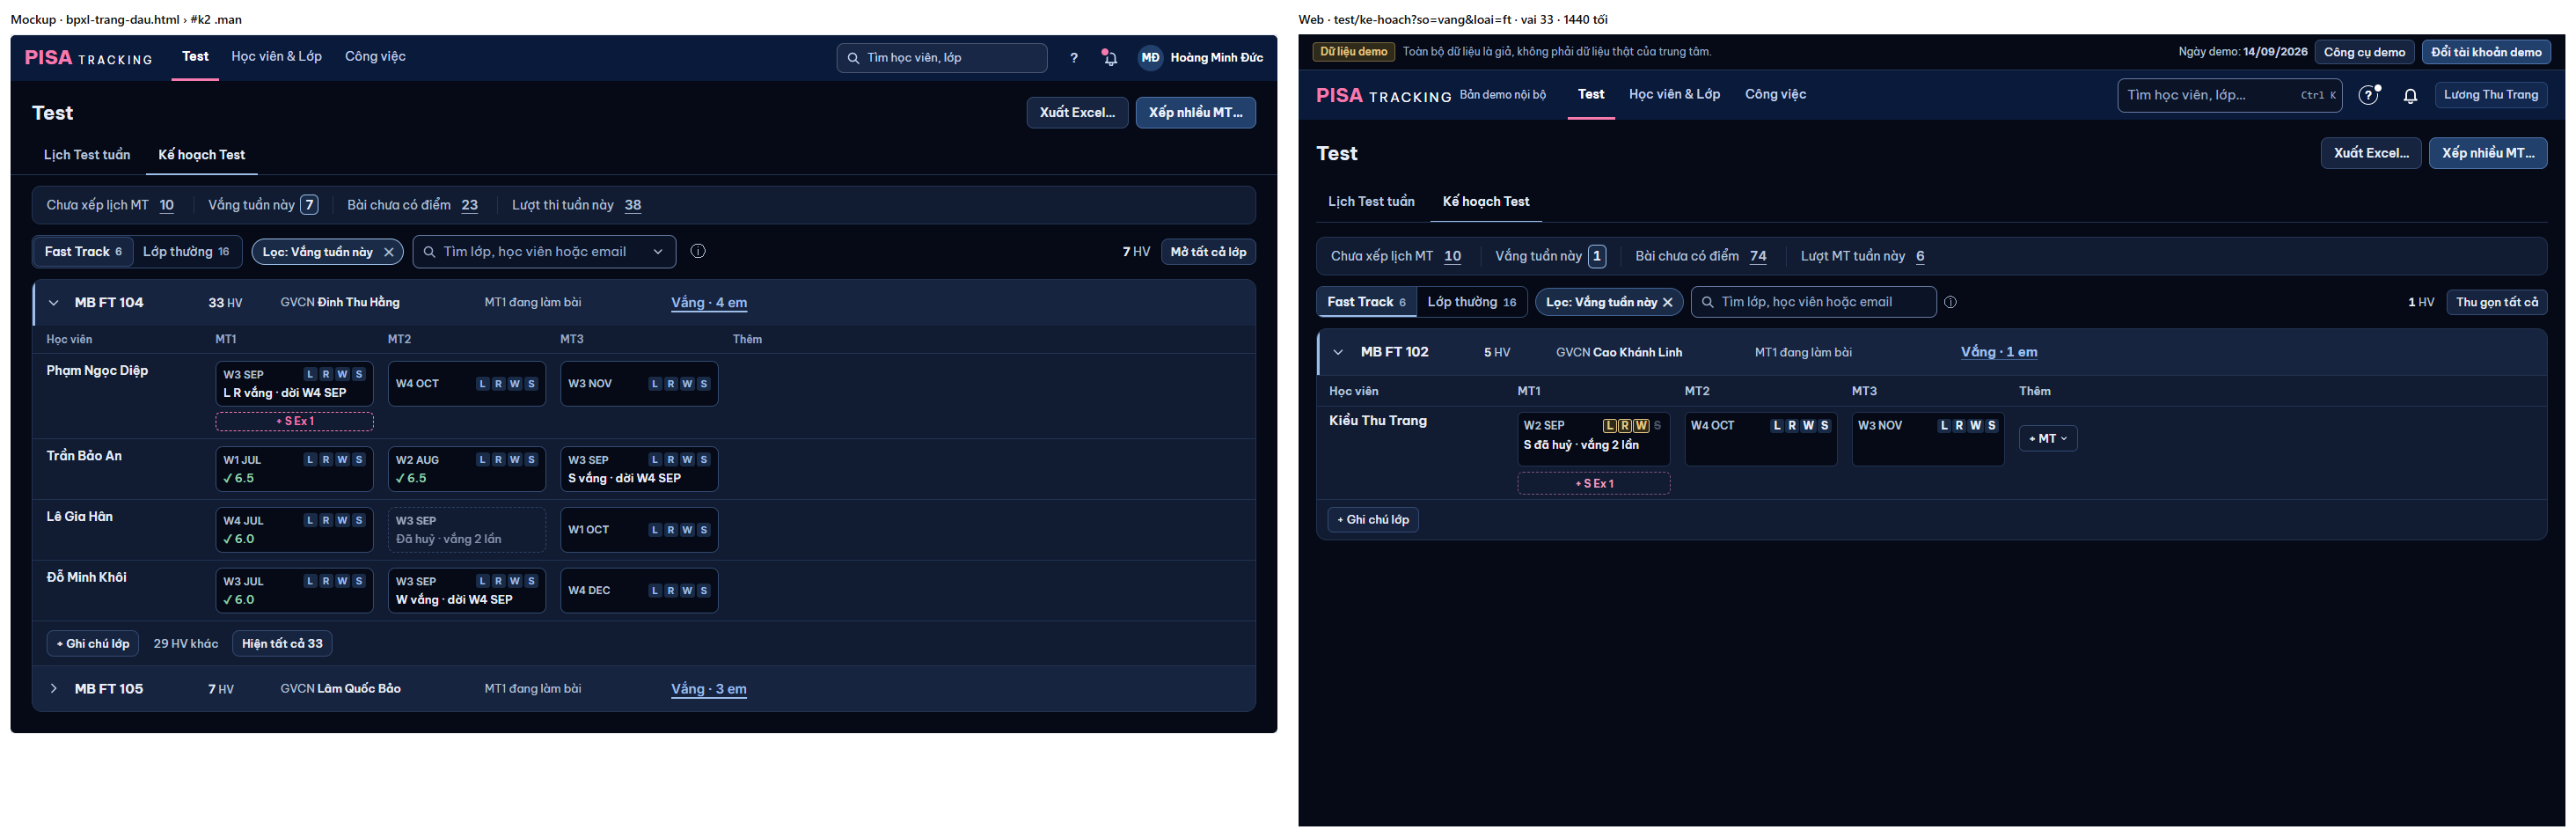 Mockup · bpxl-trang-dau.html › #k2 .man
PISA TRACKING Test Học viên & Lớp Công việc Tìm học viên, lớp ? MĐ Hoàng Minh Đức
Test Xuất Excel... Xếp nhiều MT...
Lịch Test tuần Kế hoạch Test
Chưa xếp lịch MT 10 Vắng tuần này 7 Bài chưa có điểm 23 Lượt thi tuần này 38
Fast Track 6 Lớp thường 16 Lọc: Vắng tuần này Tìm lớp, học viên hoặc email 7 HV Mở tất cả lớp
MB FT 104 33 HV GVCN Đinh Thu Hằng MT1 đang làm bài Vắng · 4 em
Học viên MT1 MT2 MT3 Thêm
Phạm Ngọc Diệp W3 SEP L R W S W4 OCT L R W S W3 NOV L R W S
L R vắng · dời W4 SEP
+ S Ex 1
Trần Bảo An W1 JUL L R W S W2 AUG L R W S W3 SEP L R W S
✓ 6.5 ✓ 6.5 S vắng · dời W4 SEP
Lê Gia Hân W4 JUL L R W S W3 SEP W1 OCT L R W S
✓ 6.0 Đã huỷ · vắng 2 lần
Đỗ Minh Khôi W3 JUL L R W S W3 SEP L R W S W4 DEC L R W S
✓ 6.0 W vắng · dời W4 SEP
+ Ghi chú lớp 29 HV khác Hiện tất cả 33
MB FT 105 7 HV GVCN Lâm Quốc Bảo MT1 đang làm bài Vắng · 3 em
Web · test/ke-hoach?so=vang&loai=ft · vai 33 · 1440 tối
Dữ liệu demo Toàn bộ dữ liệu là giả, không phải dữ liệu thật của trung tâm. Ngày demo: 14/09/2026 Công cụ demo Đổi tài khoản demo
PISA TRACKING Bản demo nội bộ Test Học viên & Lớp Công việc Tìm học viên, lớp... Ctrl K ? Lương Thu Trang
Test Xuất Excel... Xếp nhiều MT...
Lịch Test tuần Kế hoạch Test
Chưa xếp lịch MT 10 Vắng tuần này 1 Bài chưa có điểm 74 Lượt MT tuần này 6
Fast Track 6 Lớp thường 16 Lọc: Vắng tuần này Tìm lớp, học viên hoặc email 1 HV Thu gọn tất cả
MB FT 102 5 HV GVCN Cao Khánh Linh MT1 đang làm bài Vắng · 1 em
Học viên MT1 MT2 MT3 Thêm
Kiều Thu Trang W2 SEP L R W S W4 OCT L R W S W3 NOV L R W S + MT
S đã huỷ · vắng 2 lần
+ S Ex 1
+ Ghi chú lớp